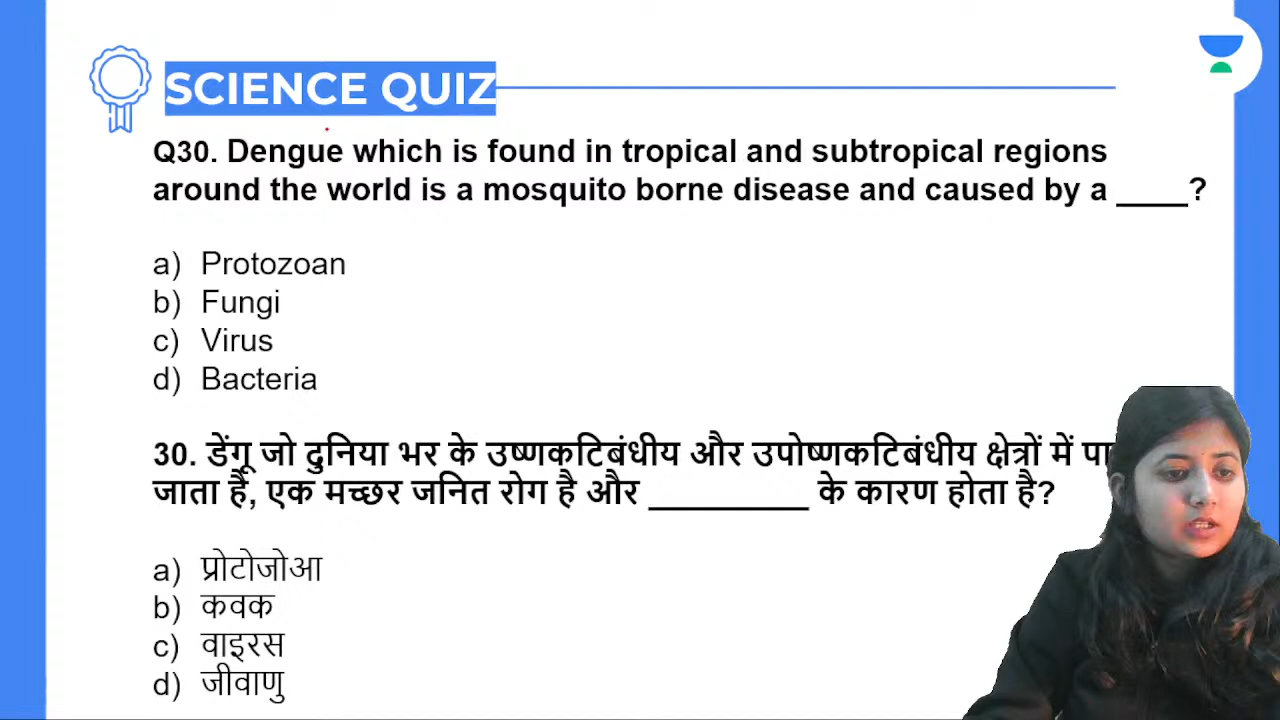 SCIENCE QUIZ
Q30. Dengue which is found in tropical and subtropical regions
around the world is a mosquito borne disease and caused by a ____?
a) Protozoan
b) Fungi
c) Virus
d) Bacteria
30. डेंगू जो दुनिया भर के उष्णकटिबंधीय और उपोष्णकटिबंधीय क्षेत्रों में
जाता है, एक मच्छर जनित रोग है और _________ के कारण होता है?
a) प्रोटोजोआ
b) कवक
c) वाइरस
d) जीवाणु